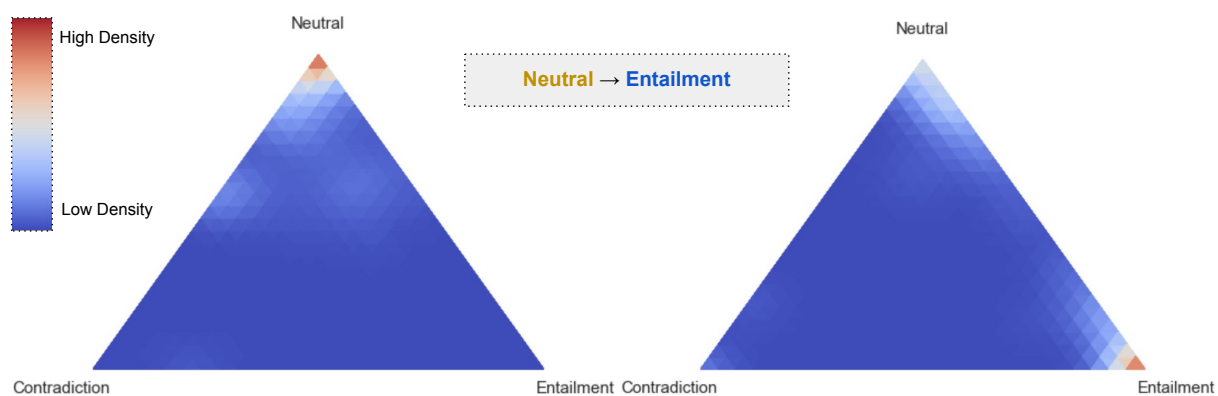 High Density
Low Density
Neutral
Contradiction
Entailment
Neutral → Entailment
Neutral
Contradiction
Entailment